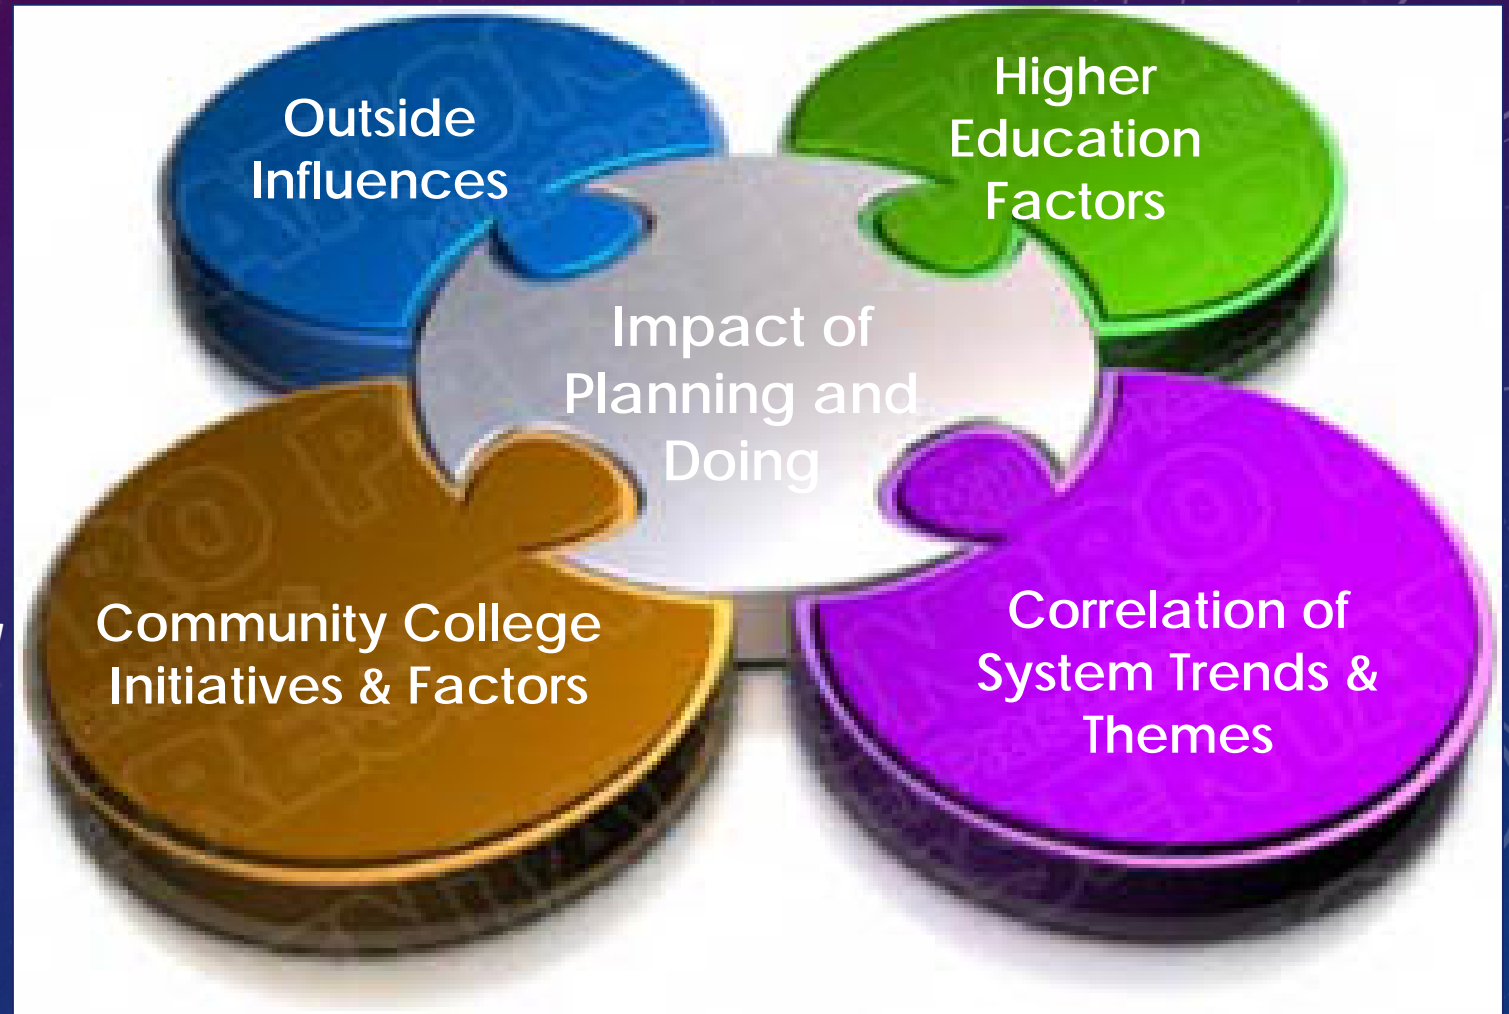 Outside
Influences
Higher
Education
Factors
Impact of
Planning and
Doing
Community College
Initiatives & Factors
Correlation of
System Trends &
Themes